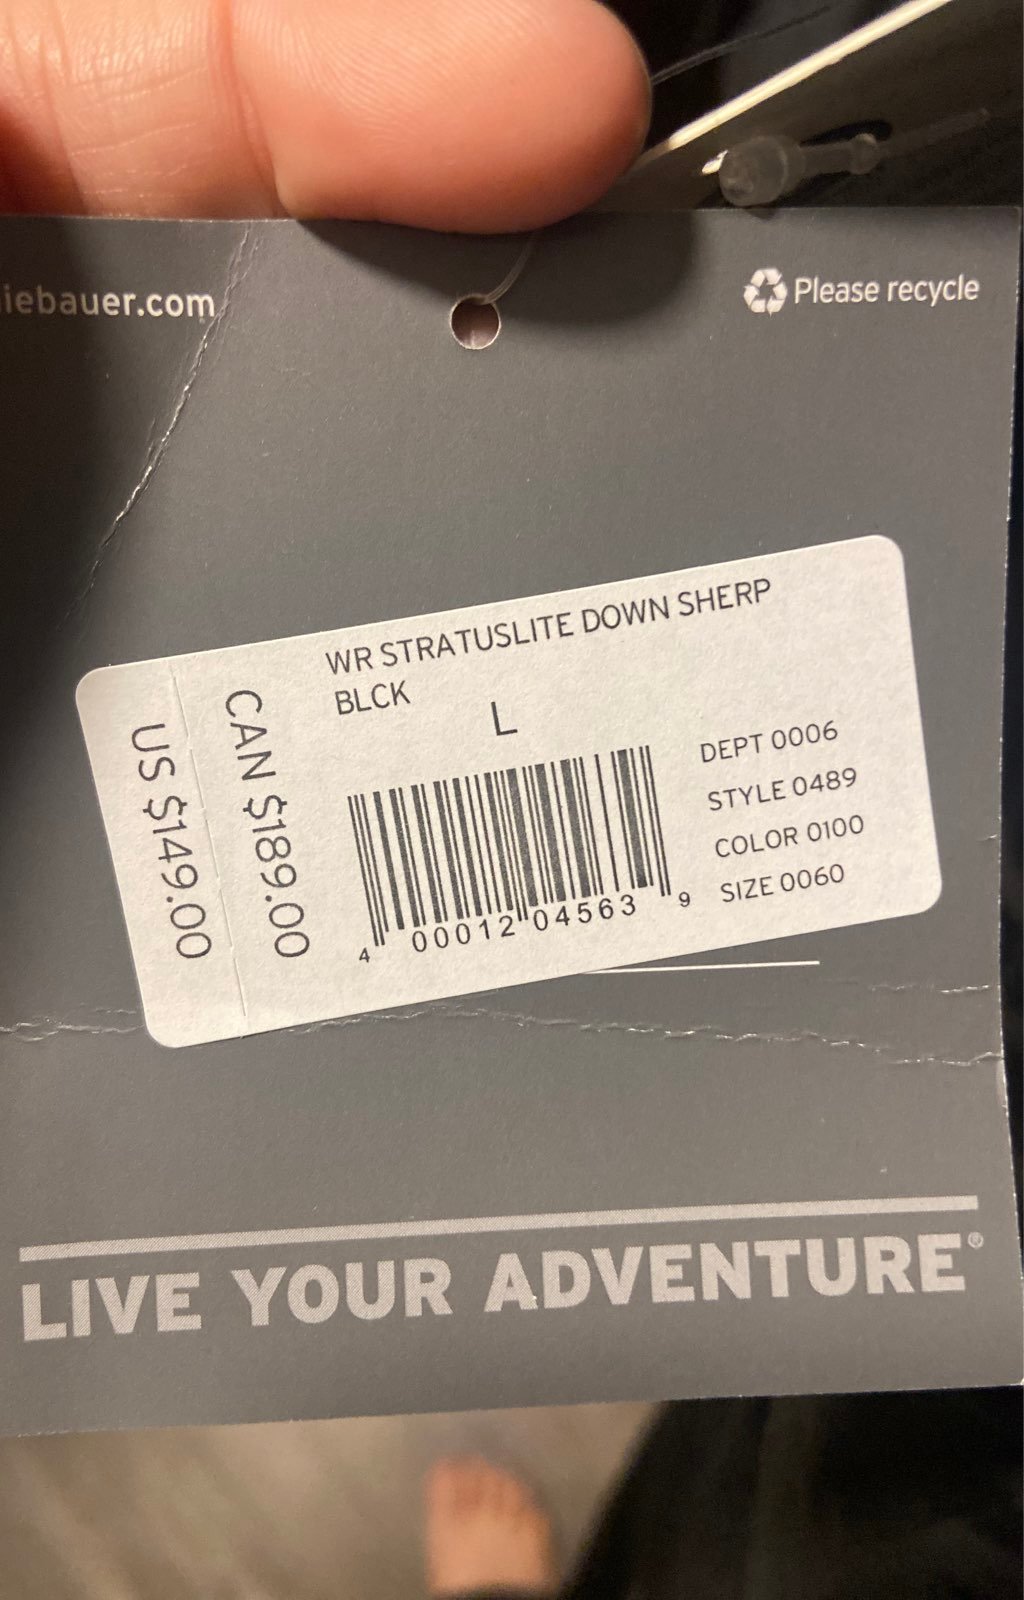 iebauer.com
Please recycle
WR STRATUSLITE DOWN SHERP
BLCK
L
US $149.00
CAN $189.00
DEPT 0006
STYLE 0489
COLOR 0100
SIZE 0060
4 00012 04563 9
LIVE YOUR ADVENTURE®